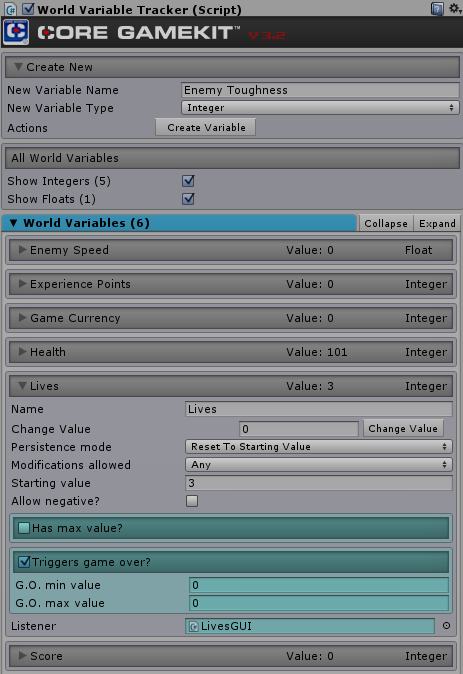 World Variable Tracker (Script)
CORE GAMEKIT™ V3.2
Create New
New Variable Name Enemy Toughness
New Variable Type Integer
Actions Create Variable
All World Variables
Show Integers (5)
Show Floats (1)
World Variables (6) Collapse Expand
Enemy Speed Value: 0 Float
Experience Points Value: 0 Integer
Game Currency Value: 0 Integer
Health Value: 101 Integer
Lives Value: 3 Integer
Name Lives
Change Value 0 Change Value
Persistence mode Reset To Starting Value
Modifications allowed Any
Starting value 3
Allow negative?
Has max value?
Triggers game over?
G.O. min value 0
G.O. max value 0
Listener LivesGUI
Score Value: 0 Integer